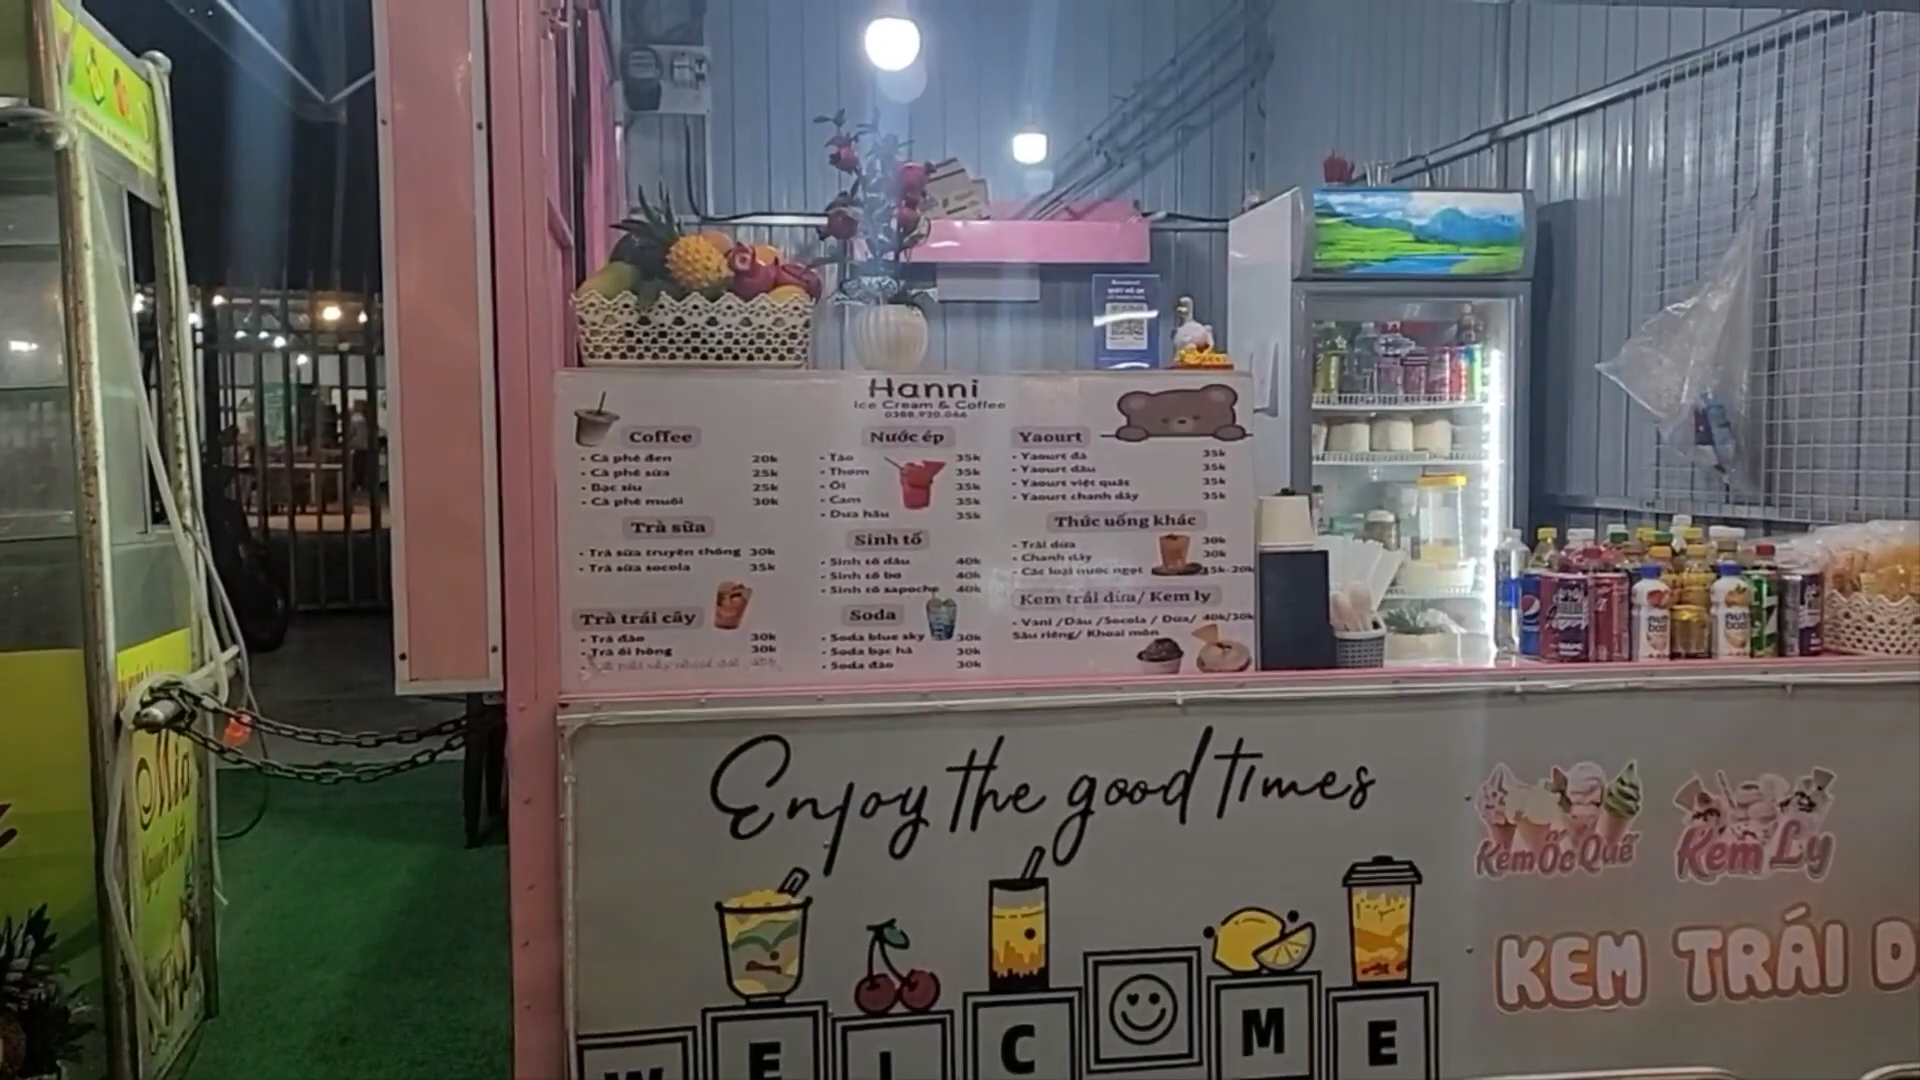 Hanni
Ice Cream & Coffee
0388.920.066
Coffee
- Cà phê đen 20k
- Cà phê sữa 25k
- Bạc sỉu 25k
- Cà phê muối 30k
Trà sữa
- Trà sữa truyền thống 30k
- Trà sữa socola 35k
Trà trái cây
- Trà đào 30k
- Trà ổi hồng 30k
Nước ép
- Táo 35k
- Thơm 35k
- Ổi 35k
- Cam 35k
- Dưa hấu 35k
Sinh tố
- Sinh tố dâu 40k
- Sinh tố bơ 40k
- Sinh tố sapoche 40k
Soda
- Soda blue sky 30k
- Soda bạc hà 30k
- Soda đào 30k
Yaourt
- Yaourt đá 35k
- Yaourt dâu 35k
- Yaourt việt quất 35k
- Yaourt chanh dây 35k
Thức uống khác
- Trái dừa 30k
- Chanh dây 30k
- Các loại nước ngọt 15k-20k
Kem trái dừa/ Kem ly
- Vani /Dâu /Socola / Dừa/ 40k/30k
Sầu riêng/ Khoai môn
Enjoy the good times
WELCOME
Kem Ốc Quế
Kem Ly
KEM TRÁI D
Mia